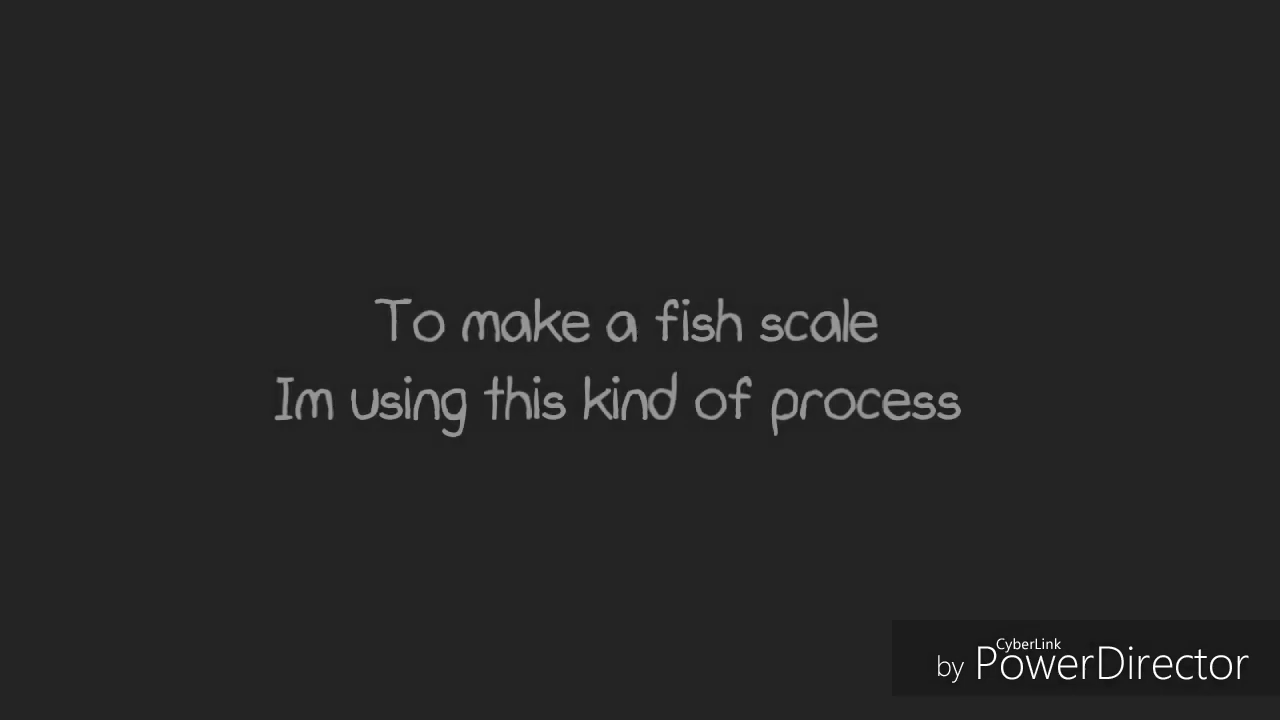 To make a fish scale
Im using this kind of process
CyberLink
by PowerDirector